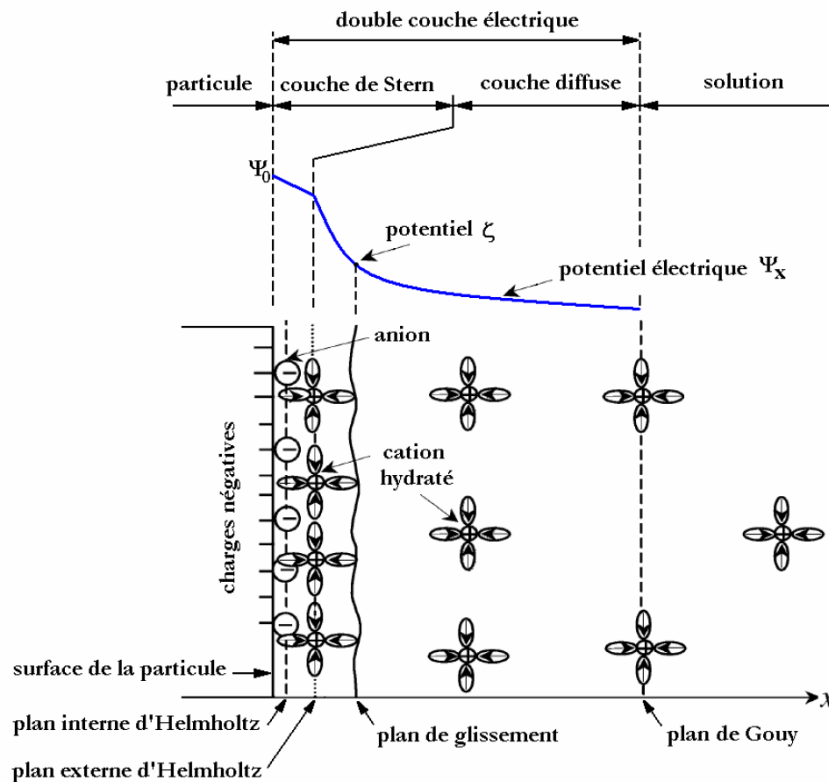 double couche électrique
particule
couche de Stern
couche diffuse
solution
Ψ0
potentiel ζ
potentiel électrique Ψx
anion
cation
hydraté
charges négatives
surface de la particule
x
plan interne d'Helmholtz
plan de glissement
plan de Gouy
plan externe d'Helmholtz